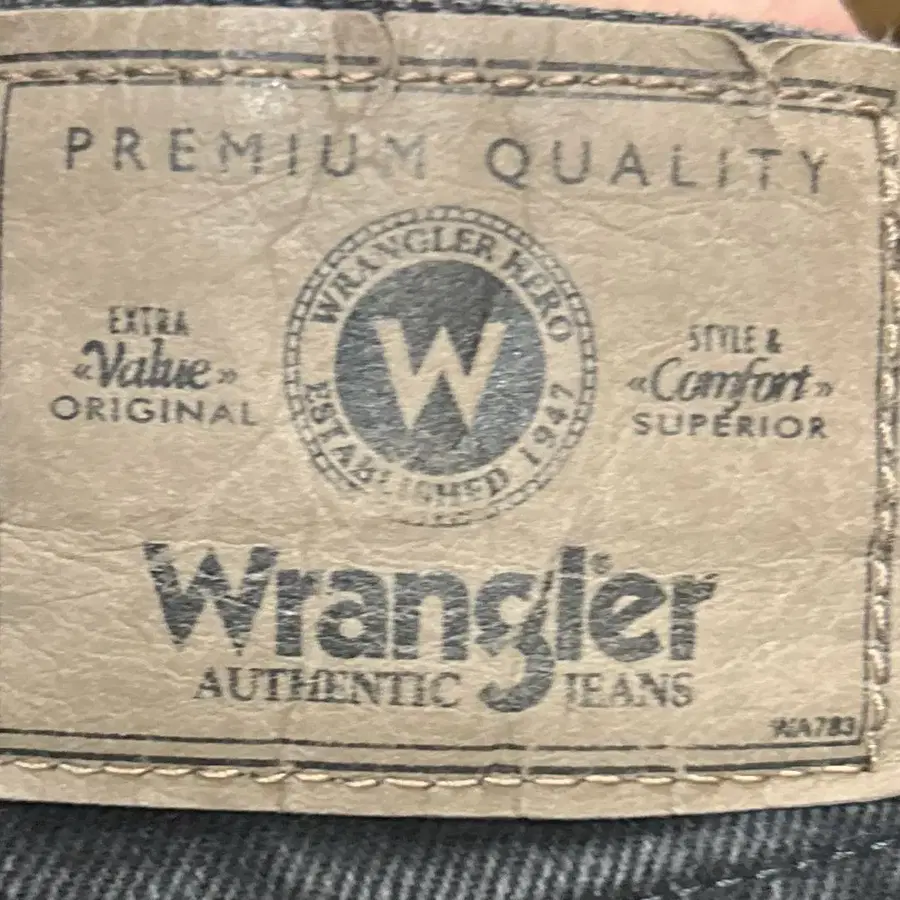 PREMIUM QUALITY
WRANGLER HERO
ESTABLISHED 1947
W
EXTRA
«Value»
ORIGINAL
STYLE &
«Comfort»
SUPERIOR
Wrangler
AUTHENTIC JEANS
WA783